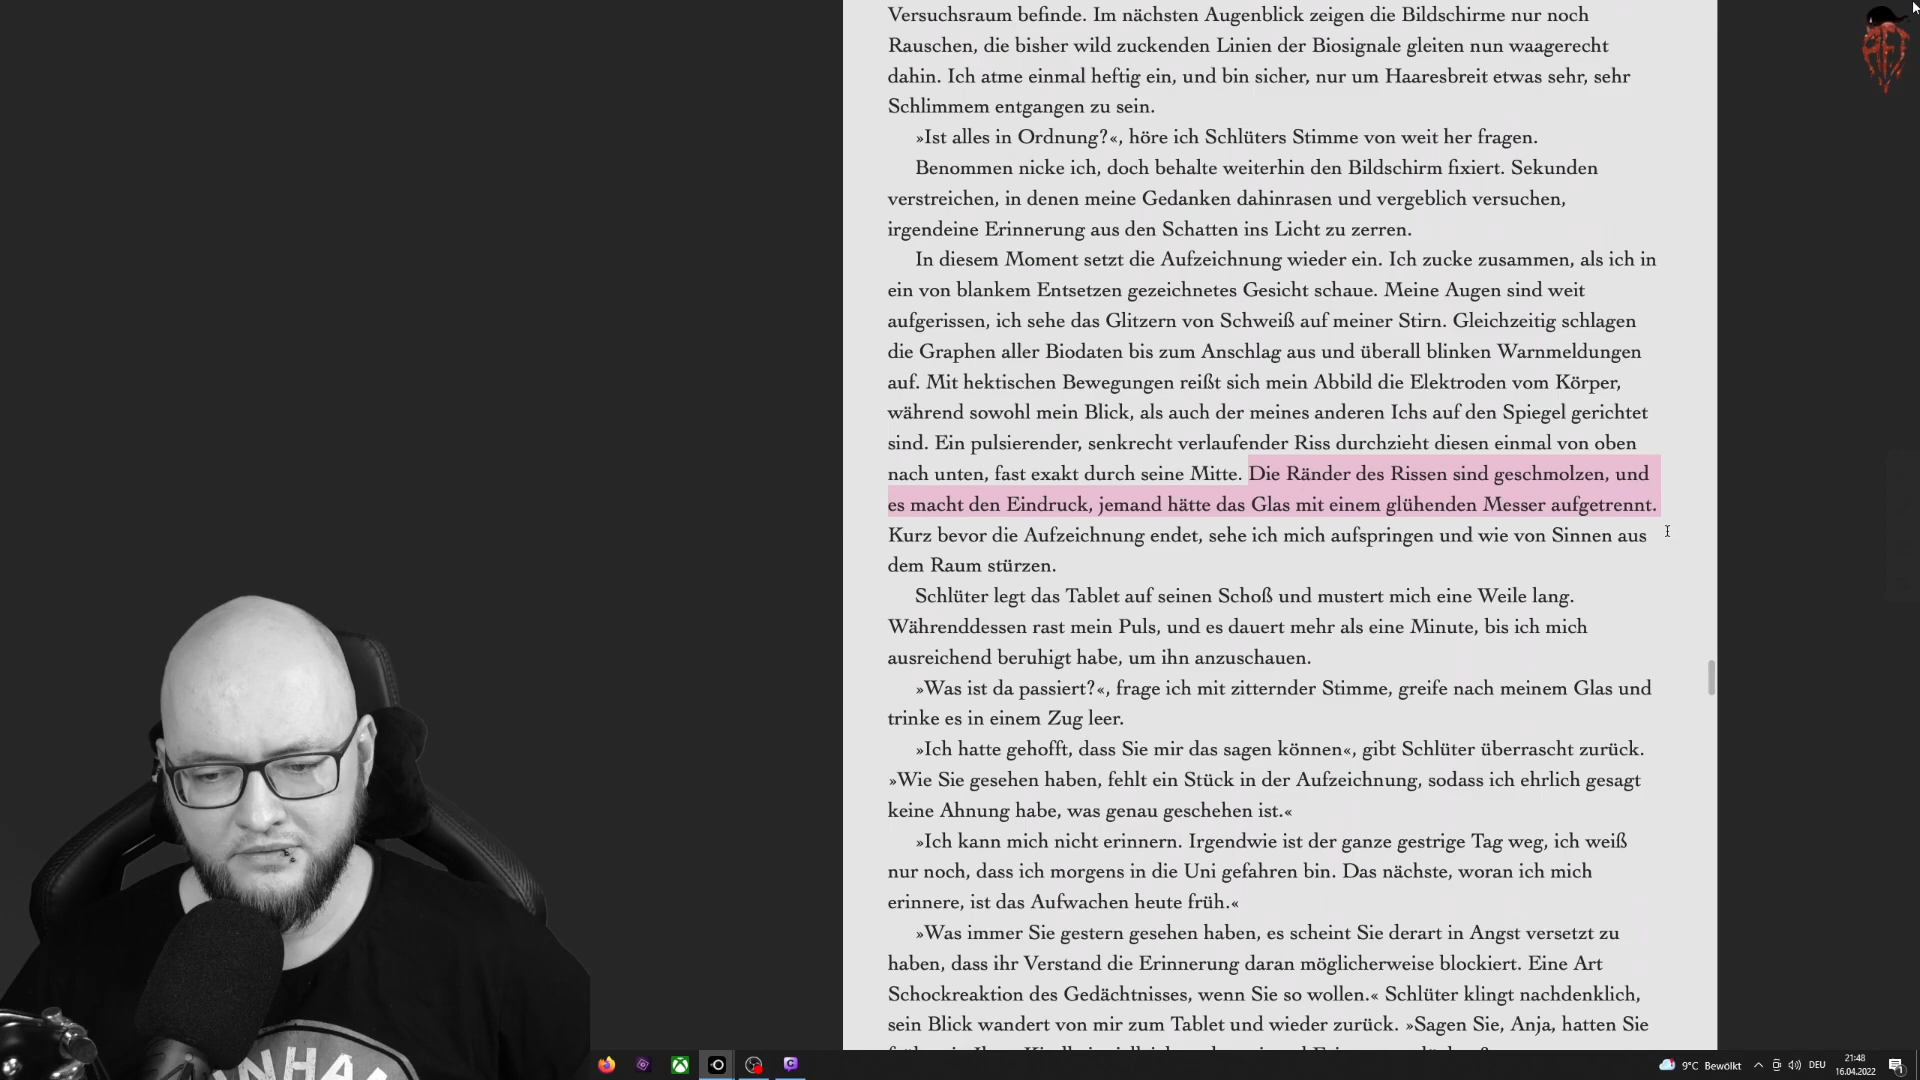 Versuchsraum befinde. Im nächsten Augenblick zeigen die Bildschirme nur noch
Rauschen, die bisher wild zuckenden Linien der Biosignale gleiten nun waagerecht
dahin. Ich atme einmal heftig ein, und bin sicher, nur um Haaresbreit etwas sehr, sehr
Schlimmem entgangen zu sein.
»Ist alles in Ordnung?«, höre ich Schlüters Stimme von weit her fragen.
Benommen nicke ich, doch behalte weiterhin den Bildschirm fixiert. Sekunden
verstreichen, in denen meine Gedanken dahinrasen und vergeblich versuchen,
irgendeine Erinnerung aus den Schatten ins Licht zu zerren.
In diesem Moment setzt die Aufzeichnung wieder ein. Ich zucke zusammen, als ich in
ein von blankem Entsetzen gezeichnetes Gesicht schaue. Meine Augen sind weit
aufgerissen, ich sehe das Glitzern von Schweiß auf meiner Stirn. Gleichzeitig schlagen
die Graphen aller Biodaten bis zum Anschlag aus und überall blinken Warnmeldungen
auf. Mit hektischen Bewegungen reißt sich mein Abbild die Elektroden vom Körper,
während sowohl mein Blick, als auch der meines anderen Ichs auf den Spiegel gerichtet
sind. Ein pulsierender, senkrecht verlaufender Riss durchzieht diesen einmal von oben
nach unten, fast exakt durch seine Mitte. Die Ränder des Rissen sind geschmolzen, und
es macht den Eindruck, jemand hätte das Glas mit einem glühenden Messer aufgetrennt.
Kurz bevor die Aufzeichnung endet, sehe ich mich aufspringen und wie von Sinnen aus
dem Raum stürzen.
Schlüter legt das Tablet auf seinen Schoß und mustert mich eine Weile lang.
Währenddessen rast mein Puls, und es dauert mehr als eine Minute, bis ich mich
ausreichend beruhigt habe, um ihn anzuschauen.
»Was ist da passiert?«, frage ich mit zitternder Stimme, greife nach meinem Glas und
trinke es in einem Zug leer.
»Ich hatte gehofft, dass Sie mir das sagen können«, gibt Schlüter überrascht zurück.
»Wie Sie gesehen haben, fehlt ein Stück in der Aufzeichnung, sodass ich ehrlich gesagt
keine Ahnung habe, was genau geschehen ist.«
»Ich kann mich nicht erinnern. Irgendwie ist der ganze gestrige Tag weg, ich weiß
nur noch, dass ich morgens in die Uni gefahren bin. Das nächste, woran ich mich
erinnere, ist das Aufwachen heute früh.«
»Was immer Sie gestern gesehen haben, es scheint Sie derart in Angst versetzt zu
haben, dass ihr Verstand die Erinnerung daran möglicherweise blockiert. Eine Art
Schockreaktion des Gedächtnisses, wenn Sie so wollen.« Schlüter klingt nachdenklich,
sein Blick wandert von mir zum Tablet und wieder zurück. »Sagen Sie, Anja, hatten Sie
9°C Bewölkt
DEU
21:48
16.04.2022